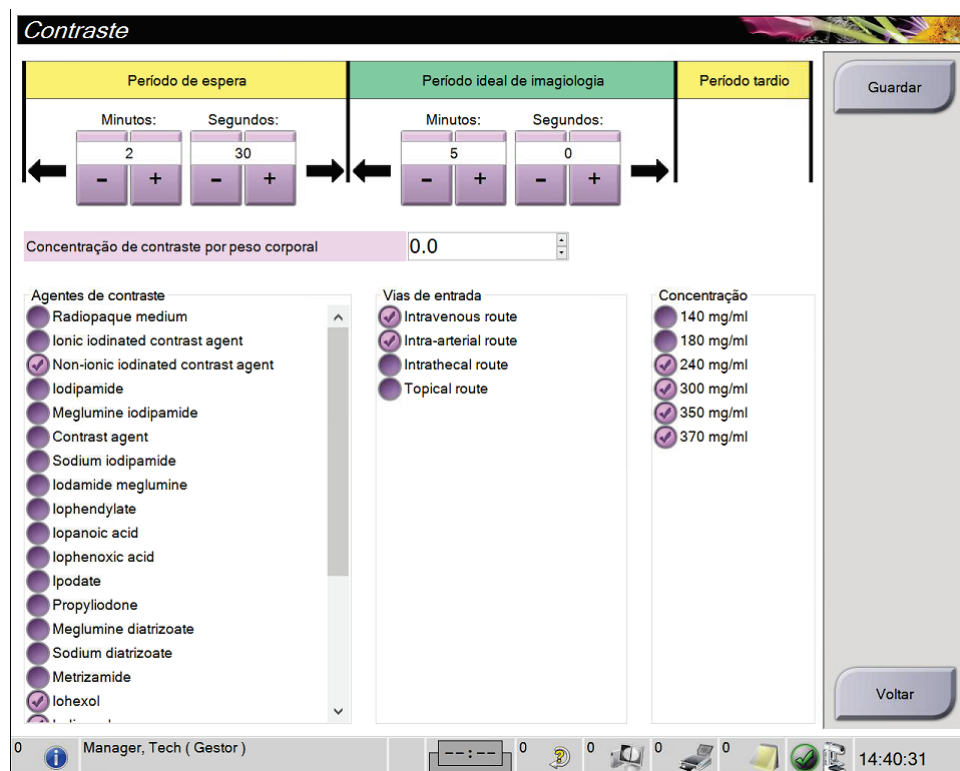 Contraste
Período de espera
Período ideal de imagiologia
Período tardio
Guardar
Minutos:
Segundos:
Minutos:
Segundos:
2
30
5
0
- + - +
- + - +
Concentração de contraste por peso corporal
0.0
Agentes de contraste
Radiopaque medium
Ionic iodinated contrast agent
Non-ionic iodinated contrast agent
Iodipamide
Meglumine iodipamide
Contrast agent
Sodium iodipamide
Iodamide meglumine
Iophendylate
Iopanoic acid
Iophenoxic acid
Ipodate
Propyliodone
Meglumine diatrizoate
Sodium diatrizoate
Metrizamide
Iohexol
Vias de entrada
Intravenous route
Intra-arterial route
Intrathecal route
Topical route
Concentração
140 mg/ml
180 mg/ml
240 mg/ml
300 mg/ml
350 mg/ml
370 mg/ml
Voltar
0
Manager, Tech ( Gestor )
--:--
0
0
0
0
14:40:31